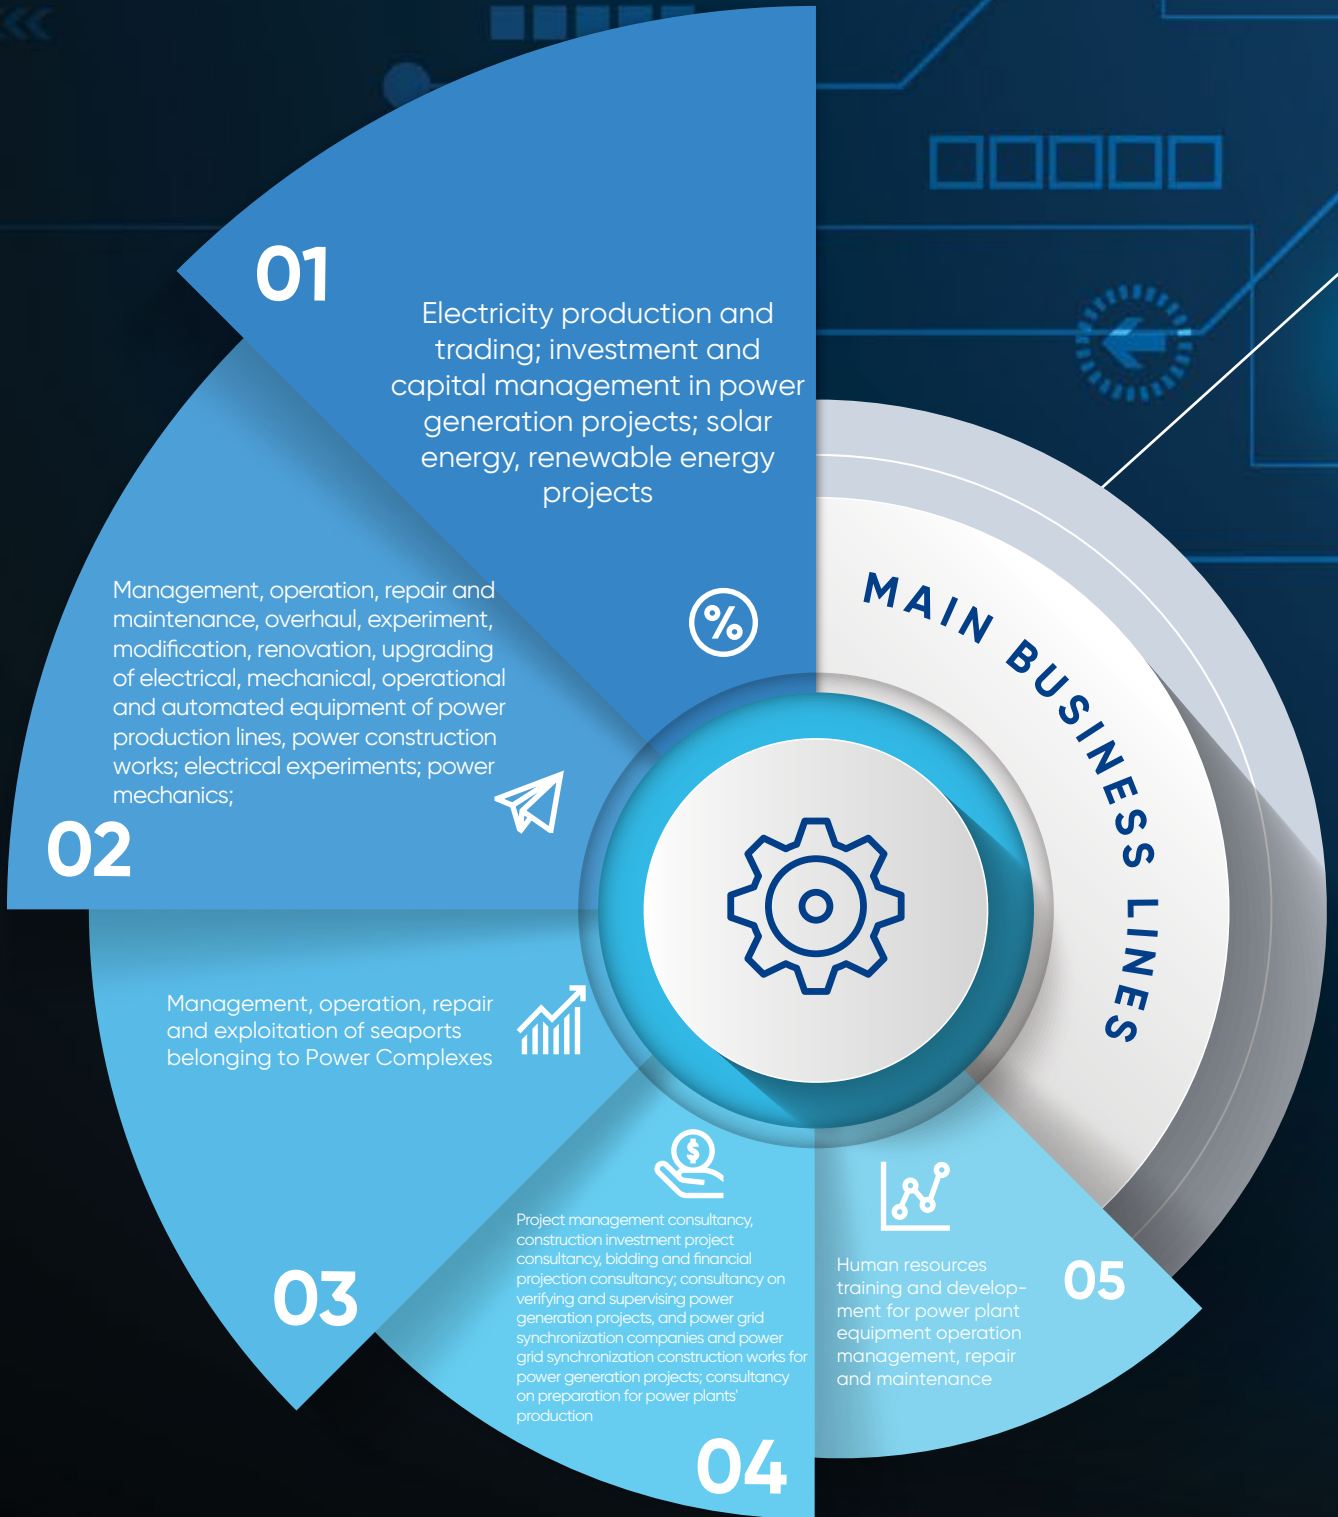 MAIN BUSINESS LINES
01
Electricity production and
trading; investment and
capital management in power
generation projects; solar
energy, renewable energy
projects
%
Management, operation, repair and
maintenance, overhaul, experiment,
modification, renovation, upgrading
of electrical, mechanical, operational
and automated equipment of power
production lines, power construction
works; electrical experiments; power
mechanics;
02
Management, operation, repair
and exploitation of seaports
belonging to Power Complexes
03
$
Project management consultancy,
construction investment project
consultancy, bidding and financial
projection consultancy; consultancy on
verifying and supervising power
generation projects, and power grid
synchronization companies and power
grid synchronization construction works for
power generation projects; consultancy
on preparation for power plants'
production
04
Human resources
training and develop-
ment for power plant
equipment operation
management, repair
and maintenance
05